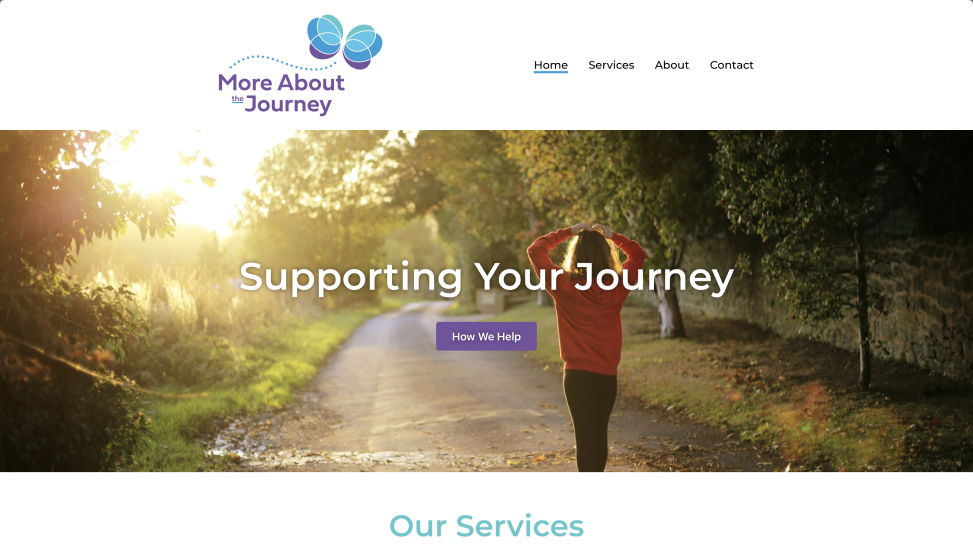 More About
the Journey
Home Services About Contact
Supporting Your Journey
How We Help
Our Services